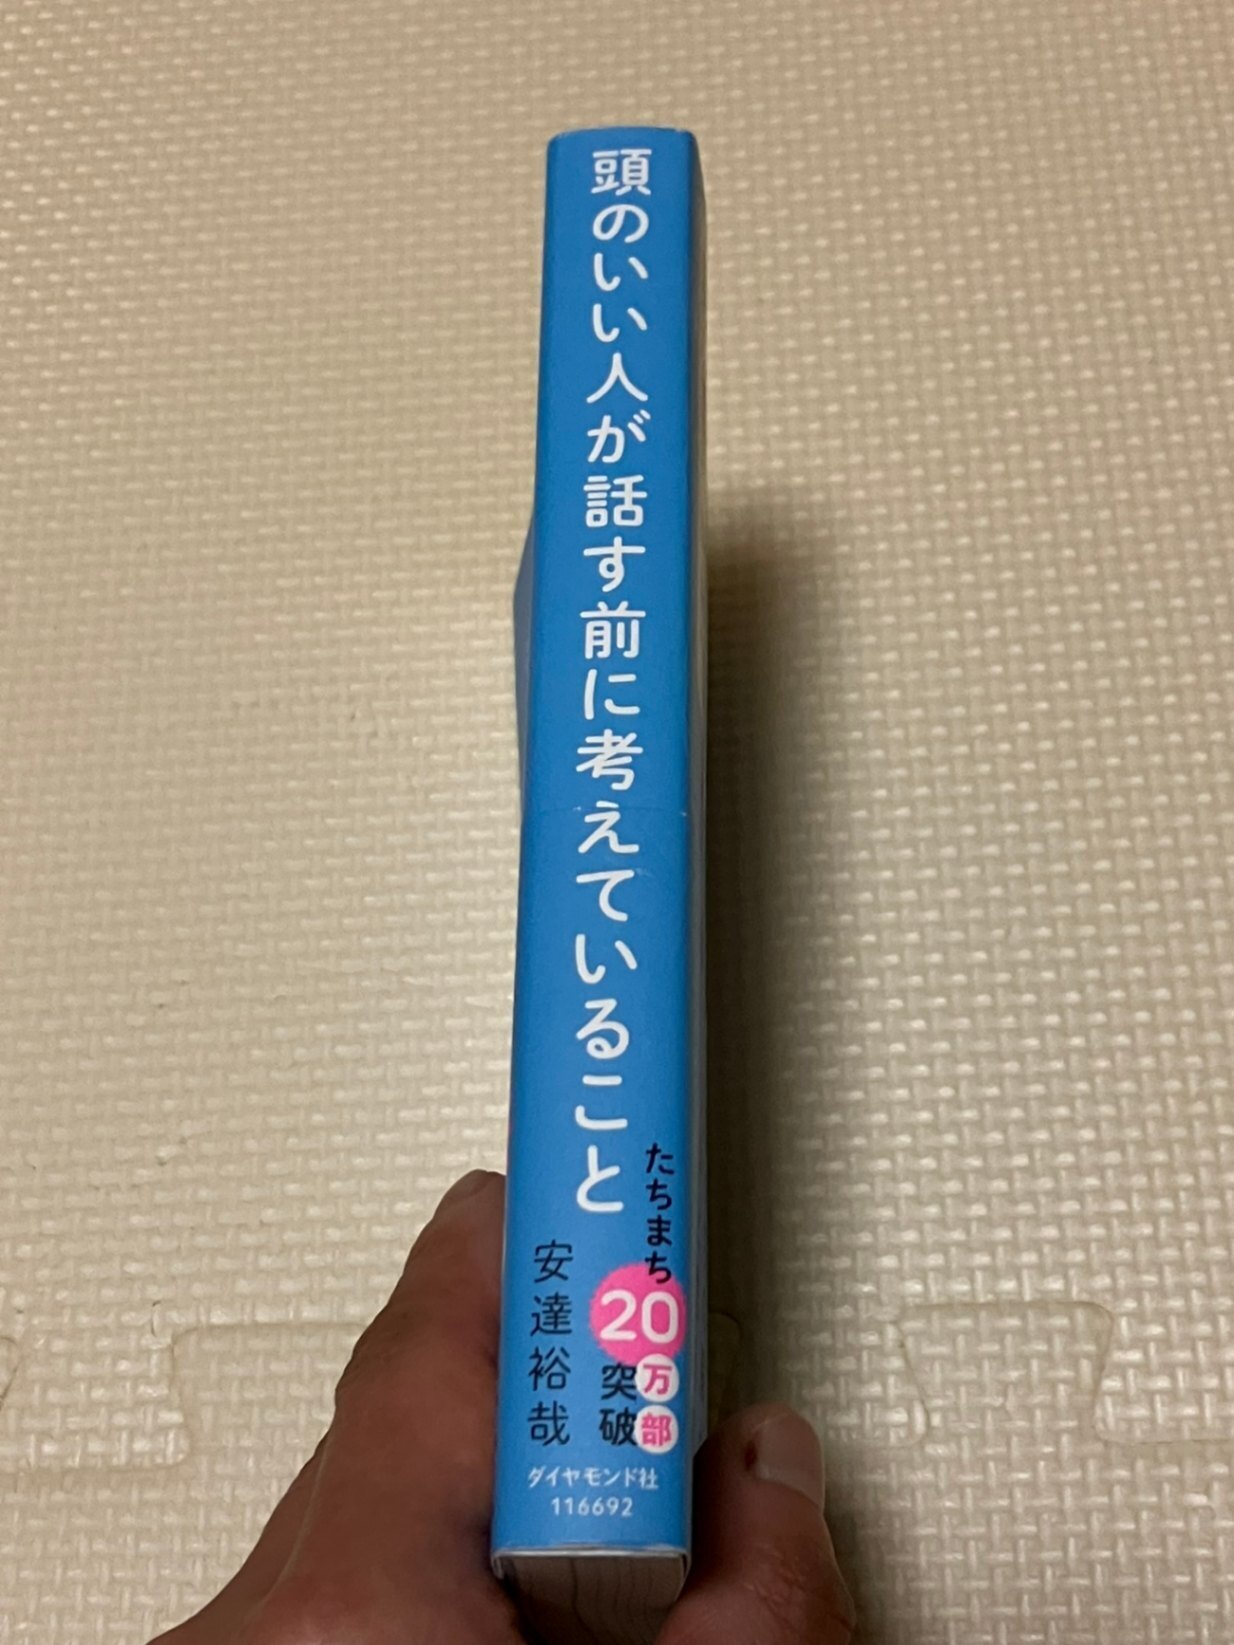 頭のいい人が話す前に考えていること
たちまち
20万部
突破
安達裕哉
ダイヤモンド社
116692